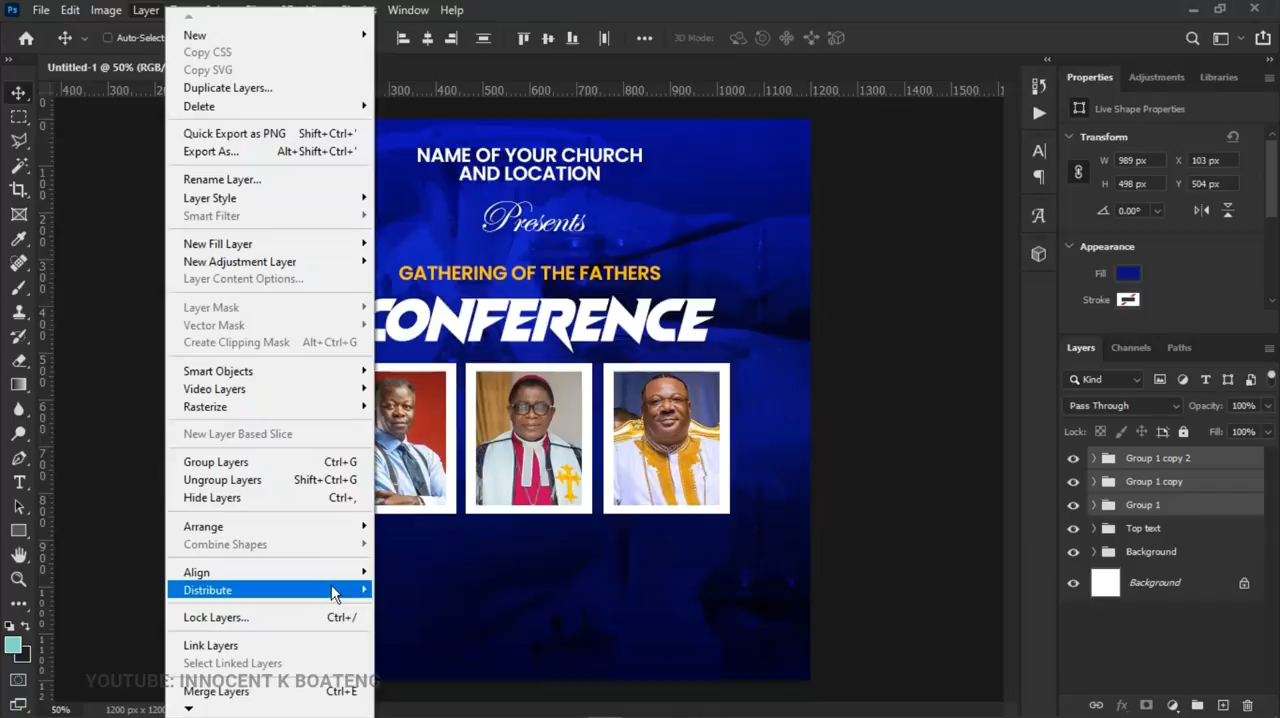 Ps File Edit Image Layer Window Help
Auto-Select 3D Mode:
Untitled-1 @ 50% (RGB/
New
Copy CSS
Copy SVG
Duplicate Layers...
Delete
Quick Export as PNG Shift+Ctrl+'
Export As... Alt+Shift+Ctrl+'
Rename Layer...
Layer Style
Smart Filter
New Fill Layer
New Adjustment Layer
Layer Content Options...
Layer Mask
Vector Mask
Create Clipping Mask Alt+Ctrl+G
Smart Objects
Video Layers
Rasterize
New Layer Based Slice
Group Layers Ctrl+G
Ungroup Layers Shift+Ctrl+G
Hide Layers Ctrl+,
Arrange
Combine Shapes
Align
Distribute
Lock Layers... Ctrl+/
Link Layers
Select Linked Layers
Merge Layers Ctrl+E
400 300 300 400 500 600 700 800 900 1000 1100 1200 1300 1400 1500
NAME OF YOUR CHURCH
AND LOCATION
Presents
GATHERING OF THE FATHERS
CONFERENCE
YOUTUBE: INNOCENT K BOATENG
50% 1200 px x 1200
Properties Adjustments Libraries
Live Shape Properties
Transform
W 989 px X 103 px
H 498 px Y 504 px
0.00°
Appearance
Fill
Stroke
Layers Channels Paths
Kind
Pass Through Opacity: 100%
Lock: Fill: 100%
Group 1 copy 2
Group 1 copy
Group 1
Top text
Background
Background